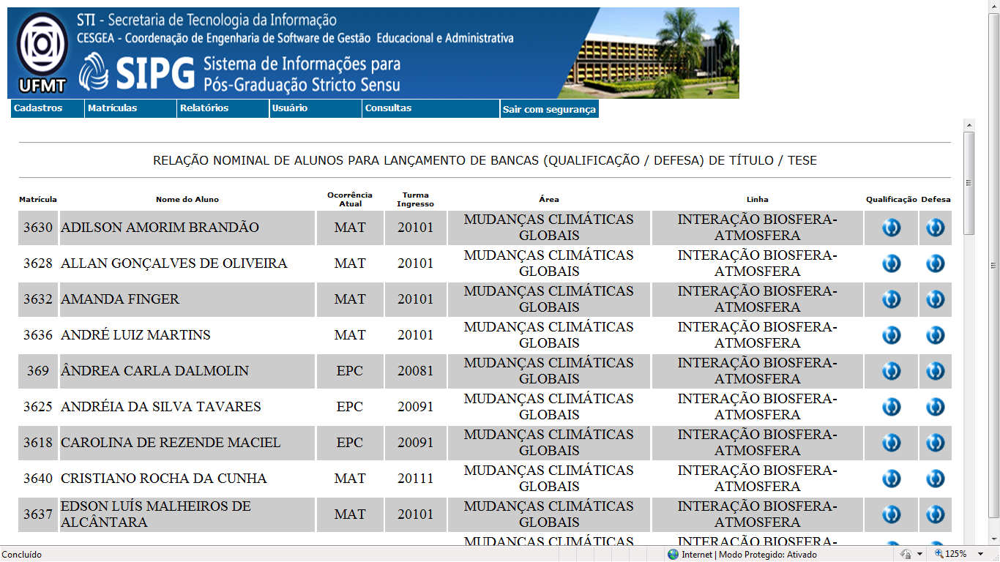 STI - Secretaria de Tecnologia da Informação
CESGEA - Coordenação de Engenharia de Software de Gestão Educacional e Administrativa
UFMT
SIPG
Sistema de Informações para
Pós-Graduação Stricto Sensu
Cadastros Matrículas Relatórios Usuário Consultas Sair com segurança
RELAÇÃO NOMINAL DE ALUNOS PARA LANÇAMENTO DE BANCAS (QUALIFICAÇÃO / DEFESA) DE TÍTULO / TESE
Matrícula Nome do Aluno Ocorrência Atual Turma Ingresso Área Linha Qualificação Defesa
3630 ADILSON AMORIM BRANDÃO MAT 20101 MUDANÇAS CLIMÁTICAS GLOBAIS INTERAÇÃO BIOSFERA-ATMOSFERA
3628 ALLAN GONÇALVES DE OLIVEIRA MAT 20101 MUDANÇAS CLIMÁTICAS GLOBAIS INTERAÇÃO BIOSFERA-ATMOSFERA
3632 AMANDA FINGER MAT 20101 MUDANÇAS CLIMÁTICAS GLOBAIS INTERAÇÃO BIOSFERA-ATMOSFERA
3636 ANDRÉ LUIZ MARTINS MAT 20101 MUDANÇAS CLIMÁTICAS GLOBAIS INTERAÇÃO BIOSFERA-ATMOSFERA
369 ÂNDREA CARLA DALMOLIN EPC 20081 MUDANÇAS CLIMÁTICAS GLOBAIS INTERAÇÃO BIOSFERA-ATMOSFERA
3625 ANDRÉIA DA SILVA TAVARES EPC 20091 MUDANÇAS CLIMÁTICAS GLOBAIS INTERAÇÃO BIOSFERA-ATMOSFERA
3618 CAROLINA DE REZENDE MACIEL EPC 20091 MUDANÇAS CLIMÁTICAS GLOBAIS INTERAÇÃO BIOSFERA-ATMOSFERA
3640 CRISTIANO ROCHA DA CUNHA MAT 20111 MUDANÇAS CLIMÁTICAS GLOBAIS INTERAÇÃO BIOSFERA-ATMOSFERA
3637 EDSON LUÍS MALHEIROS DE ALCÂNTARA MAT 20101 MUDANÇAS CLIMÁTICAS GLOBAIS INTERAÇÃO BIOSFERA-ATMOSFERA
MUDANÇAS CLIMÁTICAS INTERAÇÃO BIOSFERA-
Concluído Internet | Modo Protegido: Ativado 125%